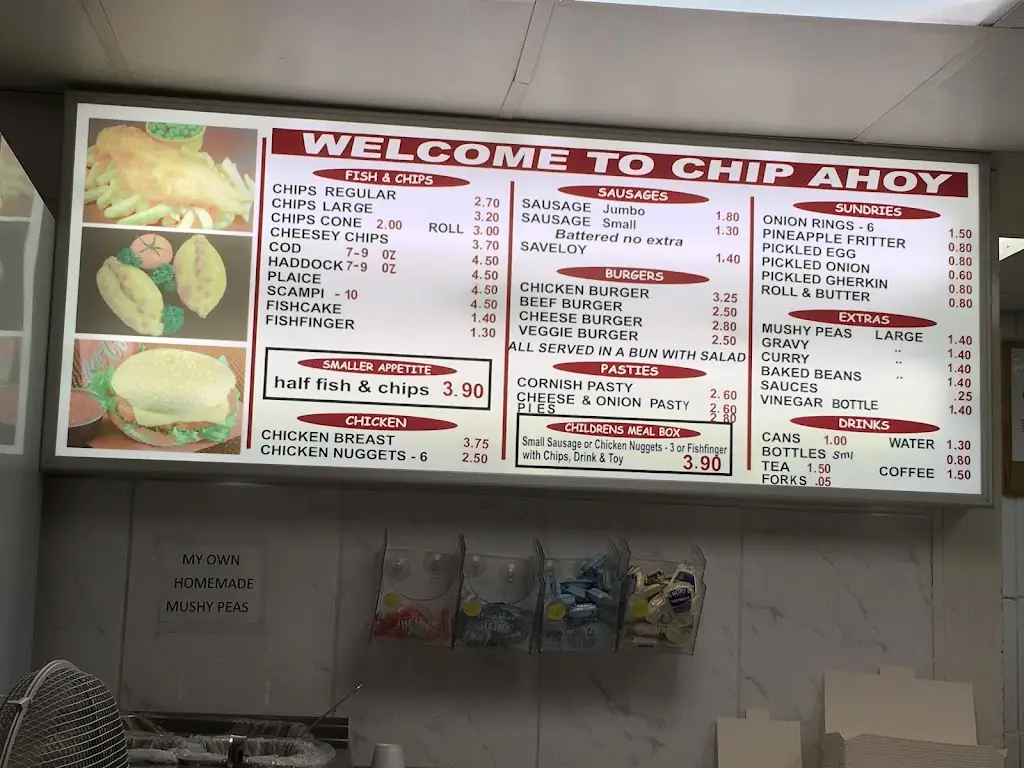 WELCOME TO CHIP AHOY
FISH & CHIPS
CHIPS REGULAR 2.70
CHIPS LARGE 3.20
CHIPS CONE 2.00 ROLL 3.00
CHEESEY CHIPS 3.70
COD 7-9 OZ 4.50
HADDOCK 7-9 OZ 4.50
PLAICE 4.50
SCAMPI - 10 4.50
FISHCAKE 1.40
FISHFINGER 1.30
SMALLER APPETITE
half fish & chips 3.90
CHICKEN
CHICKEN BREAST 3.75
CHICKEN NUGGETS - 6 2.50
SAUSAGES
SAUSAGE Jumbo 1.80
SAUSAGE Small 1.30
Battered no extra
SAVELOY 1.40
BURGERS
CHICKEN BURGER 3.25
BEEF BURGER 2.50
CHEESE BURGER 2.80
VEGGIE BURGER 2.50
ALL SERVED IN A BUN WITH SALAD
PASTIES
CORNISH PASTY 2.60
CHEESE & ONION PASTY 2.60
PIES 2.80
CHILDRENS MEAL BOX
Small Sausage or Chicken Nuggets - 3 or Fishfinger
with Chips, Drink & Toy 3.90
SUNDRIES
ONION RINGS - 6 1.50
PINEAPPLE FRITTER 0.80
PICKLED EGG 0.80
PICKLED ONION 0.60
PICKLED GHERKIN 0.80
ROLL & BUTTER 0.80
EXTRAS
MUSHY PEAS LARGE 1.40
GRAVY " 1.40
CURRY 1.40
BAKED BEANS " 1.40
SAUCES .25
VINEGAR BOTTLE 1.40
DRINKS
CANS 1.00 WATER 1.30
BOTTLES Sml 0.80
TEA 1.50 COFFEE 1.50
FORKS .05
MY OWN
HOMEMADE
MUSHY PEAS
HEINZ